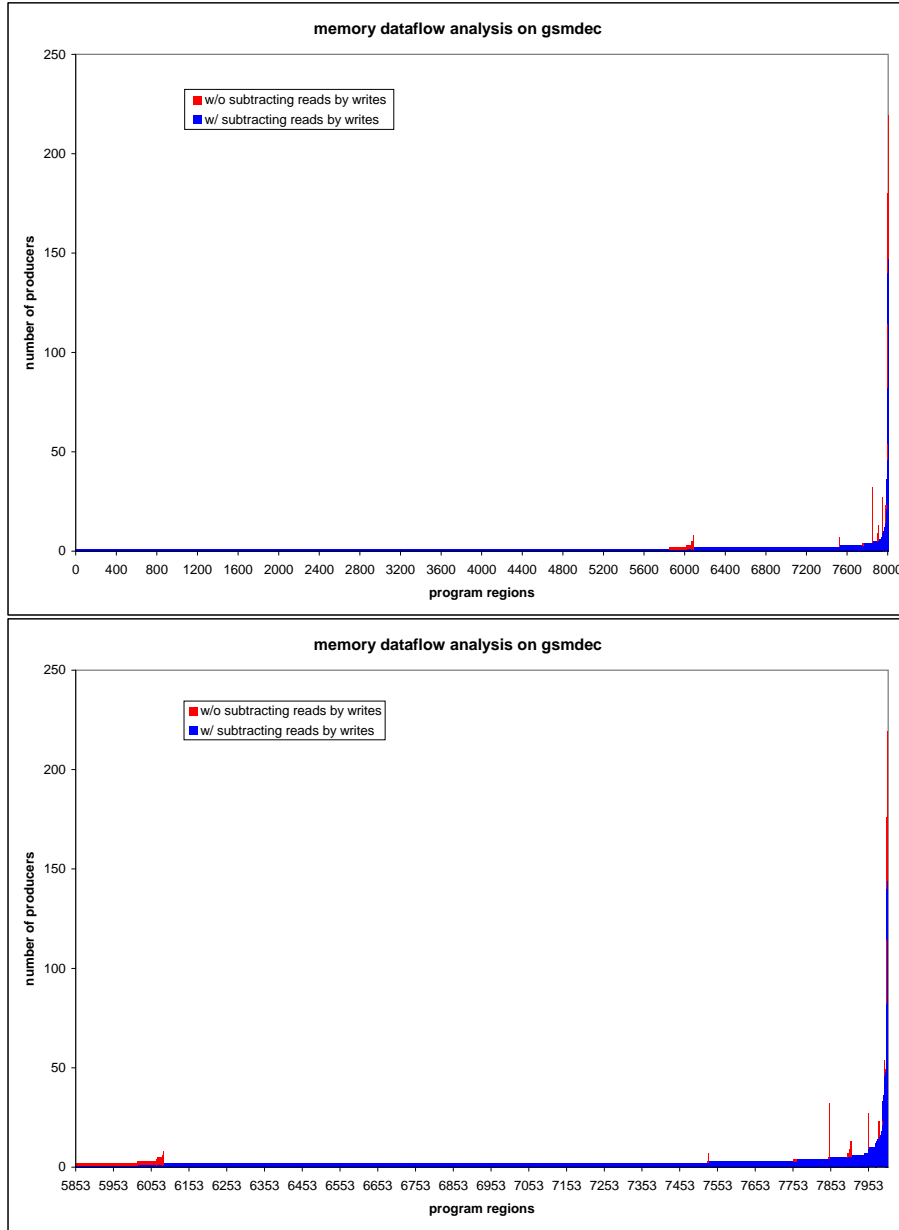 memory dataflow analysis on gsmdec
250
w/o subtracting reads by writes
w/ subtracting reads by writes
200
150
number of producers
100
50
0
0 400 800 1200 1600 2000 2400 2800 3200 3600 4000 4400 4800 5200 5600 6000 6400 6800 7200 7600 8000
program regions
memory dataflow analysis on gsmdec
250
w/o subtracting reads by writes
w/ subtracting reads by writes
200
150
number of producers
100
50
0
5853 5953 6053 6153 6253 6353 6453 6553 6653 6753 6853 6953 7053 7153 7253 7353 7453 7553 7653 7753 7853 7953
program regions